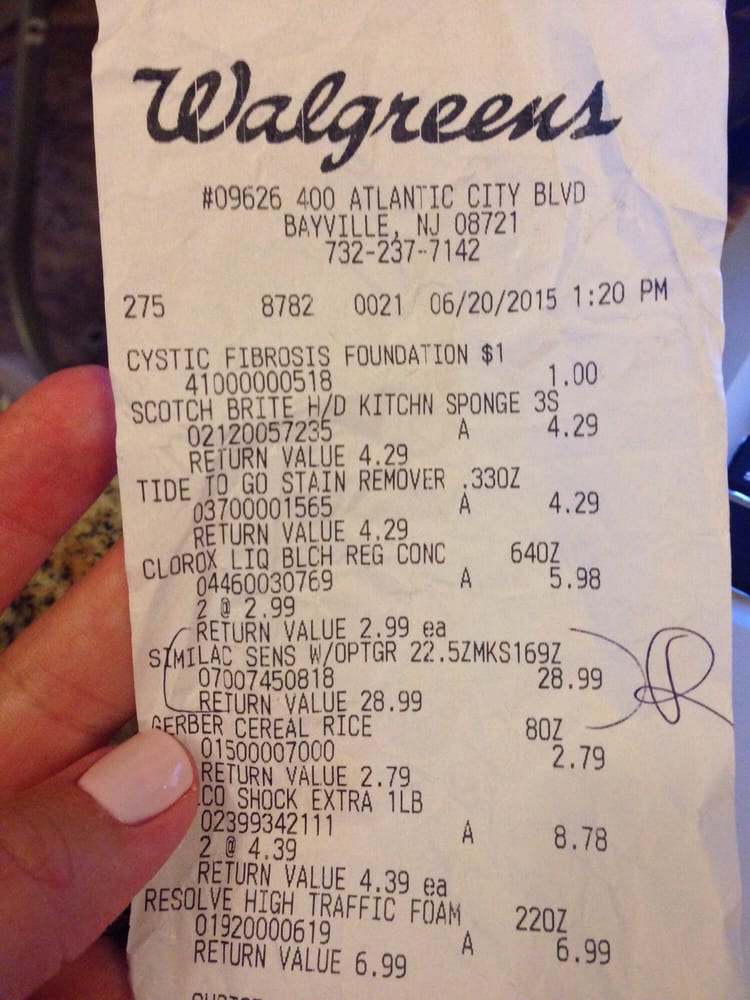 Walgreens
#09626 400 ATLANTIC CITY BLVD
BAYVILLE, NJ 08721
732-237-7142
275 8782 0021 06/20/2015 1:20 PM
CYSTIC FIBROSIS FOUNDATION $1
41000000518 1.00
SCOTCH BRITE H/D KITCHN SPONGE 3S
02120057235 A 4.29
RETURN VALUE 4.29
TIDE TO GO STAIN REMOVER .33OZ
03700001565 A 4.29
RETURN VALUE 4.29
CLOROX LIQ BLCH REG CONC 64OZ
04460030769 A 5.98
2 @ 2.99
RETURN VALUE 2.99 ea
SIMILAC SENS W/OPTGR 22.5ZMKS169Z
07007450818 28.99
RETURN VALUE 28.99
GERBER CEREAL RICE 8OZ
01500007000 2.79
RETURN VALUE 2.79
CO SHOCK EXTRA 1LB
02399342111 A 8.78
2 @ 4.39
RETURN VALUE 4.39 ea
RESOLVE HIGH TRAFFIC FOAM 22OZ
01920000619 A 6.99
RETURN VALUE 6.99